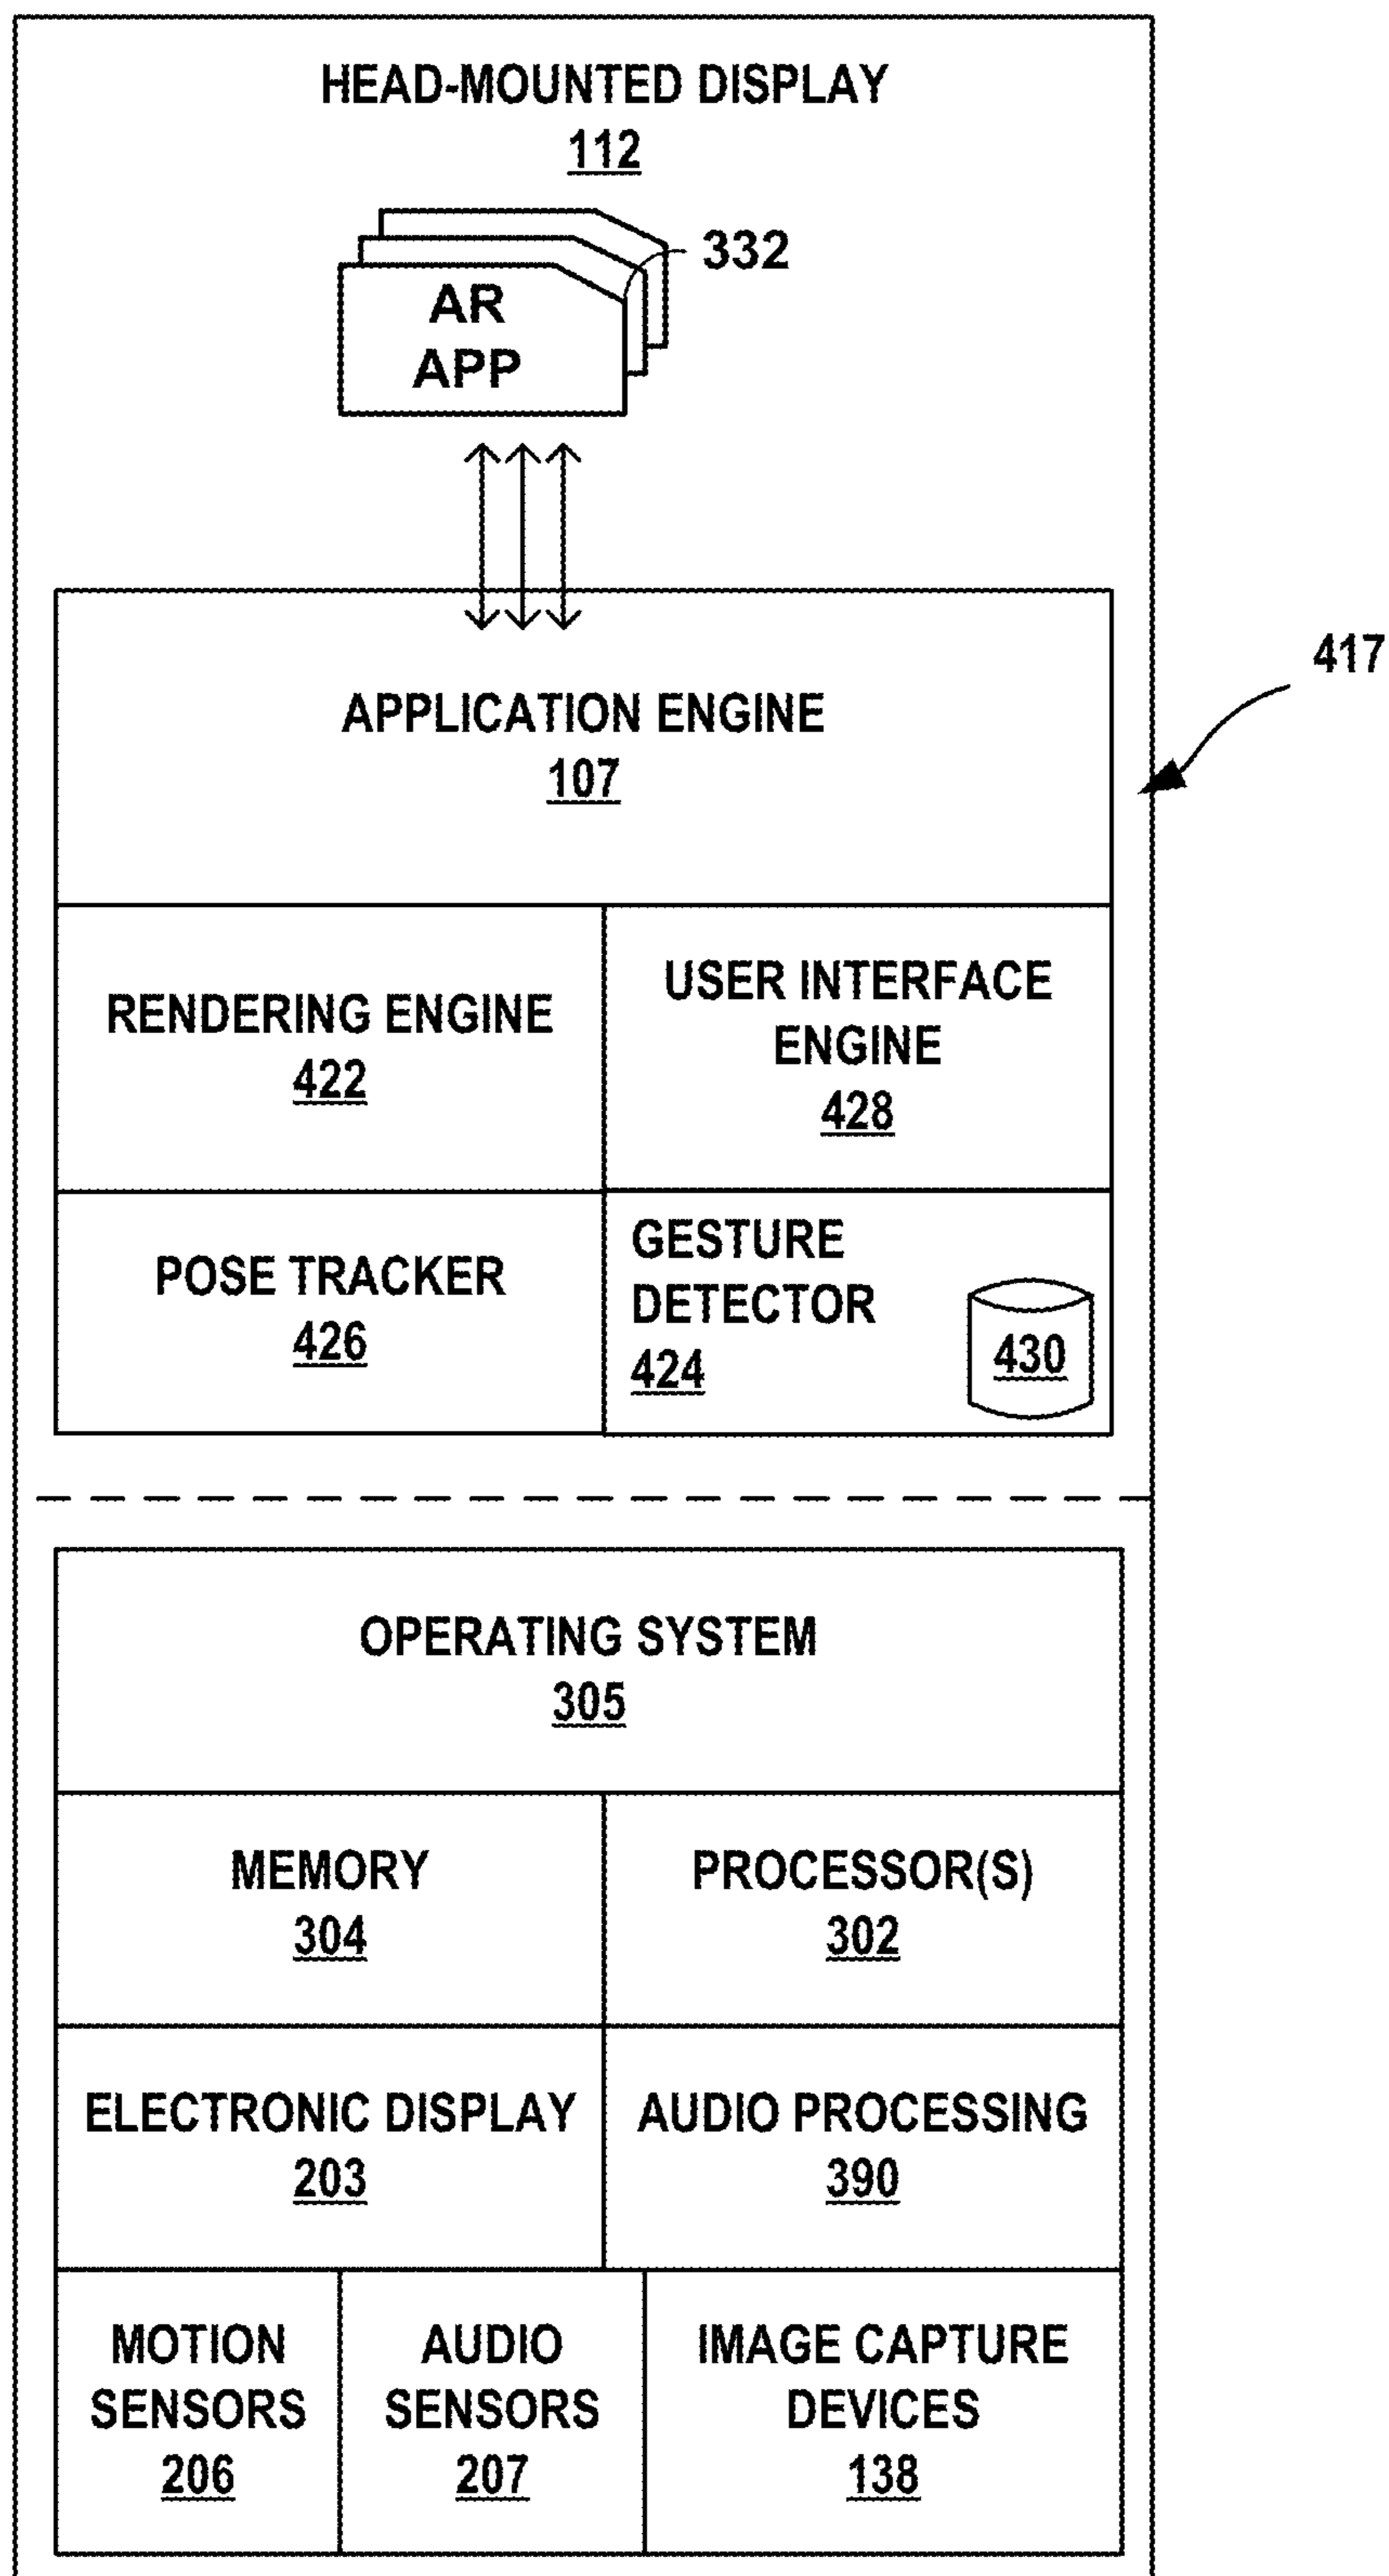 HEAD-MOUNTED DISPLAY
112
332
AR
APP
417
APPLICATION ENGINE
107
RENDERING ENGINE
422
USER INTERFACE
ENGINE
428
POSE TRACKER
426
GESTURE
DETECTOR
424
430
OPERATING SYSTEM
305
MEMORY
304
PROCESSOR(S)
302
ELECTRONIC DISPLAY
203
AUDIO PROCESSING
390
MOTION
SENSORS
206
AUDIO
SENSORS
207
IMAGE CAPTURE
DEVICES
138